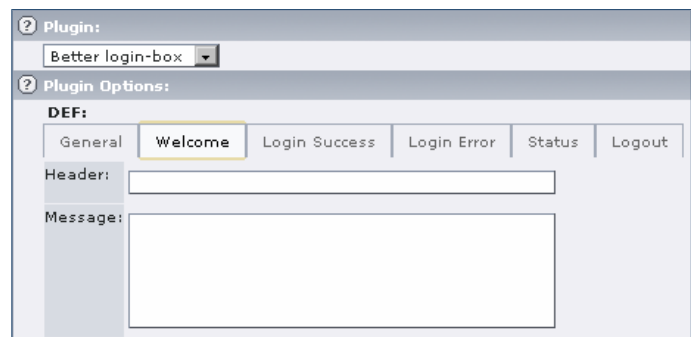 ? Plugin:
Better login-box
? Plugin Options:
DEF:
General Welcome Login Success Login Error Status Logout
Header:
Message: